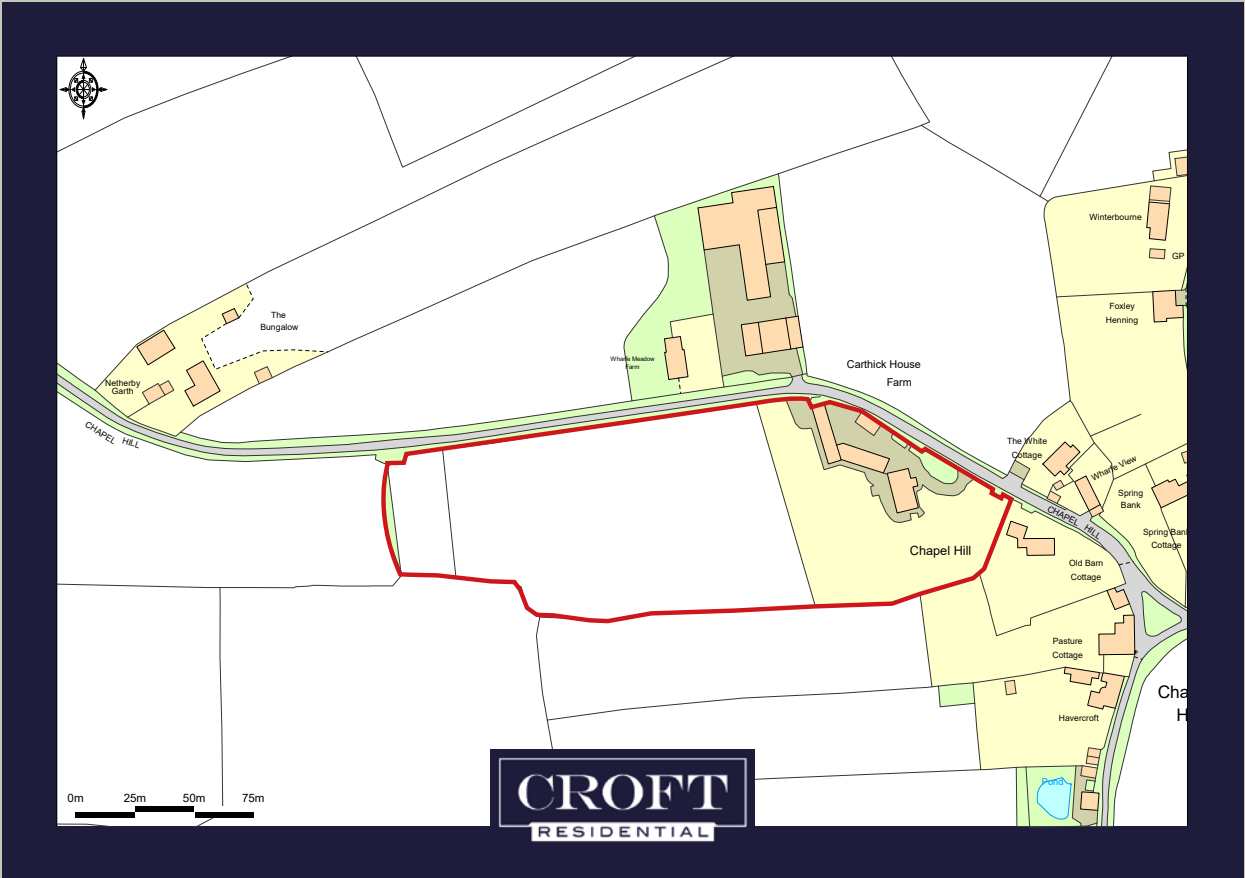 Winterbourne
GP
Foxley
Henning
The
Bungalow
Wharfe Meadow
Farm
Carthick House
Farm
Netherby
Garth
CHAPEL HILL
The White
Cottage
Wharfe View
Spring
Bank
CHAPEL HILL
Spring Bank
Cottage
Chapel Hill
Old Barn
Cottage
Pasture
Cottage
Cha
H
Havercroft
Pond
0m 25m 50m 75m
CROFT
RESIDENTIAL